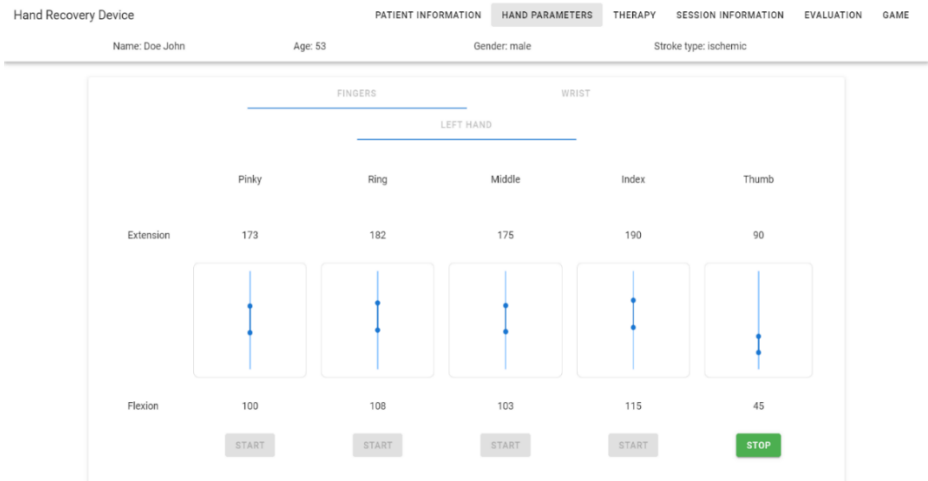 Hand Recovery Device PATIENT INFORMATION HAND PARAMETERS THERAPY SESSION INFORMATION EVALUATION GAME
Name: Doe John Age: 53 Gender: male Stroke type: ischemic
FINGERS WRIST
LEFT HAND
Pinky Ring Middle Index Thumb
Extension 173 182 175 190 90
Flexion 100 108 103 115 45
START START START START STOP